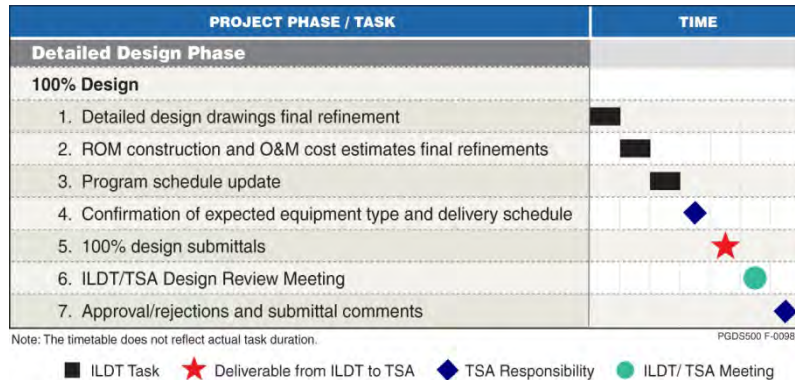 PROJECT PHASE / TASK TIME
Detailed Design Phase
100% Design
1. Detailed design drawings final refinement
2. ROM construction and O&M cost estimates final refinements
3. Program schedule update
4. Confirmation of expected equipment type and delivery schedule
5. 100% design submittals
6. ILDT/TSA Design Review Meeting
7. Approval/rejections and submittal comments
Note: The timetable does not reflect actual task duration. PGDS500 F-0098
ILDT Task Deliverable from ILDT to TSA TSA Responsibility ILDT/ TSA Meeting